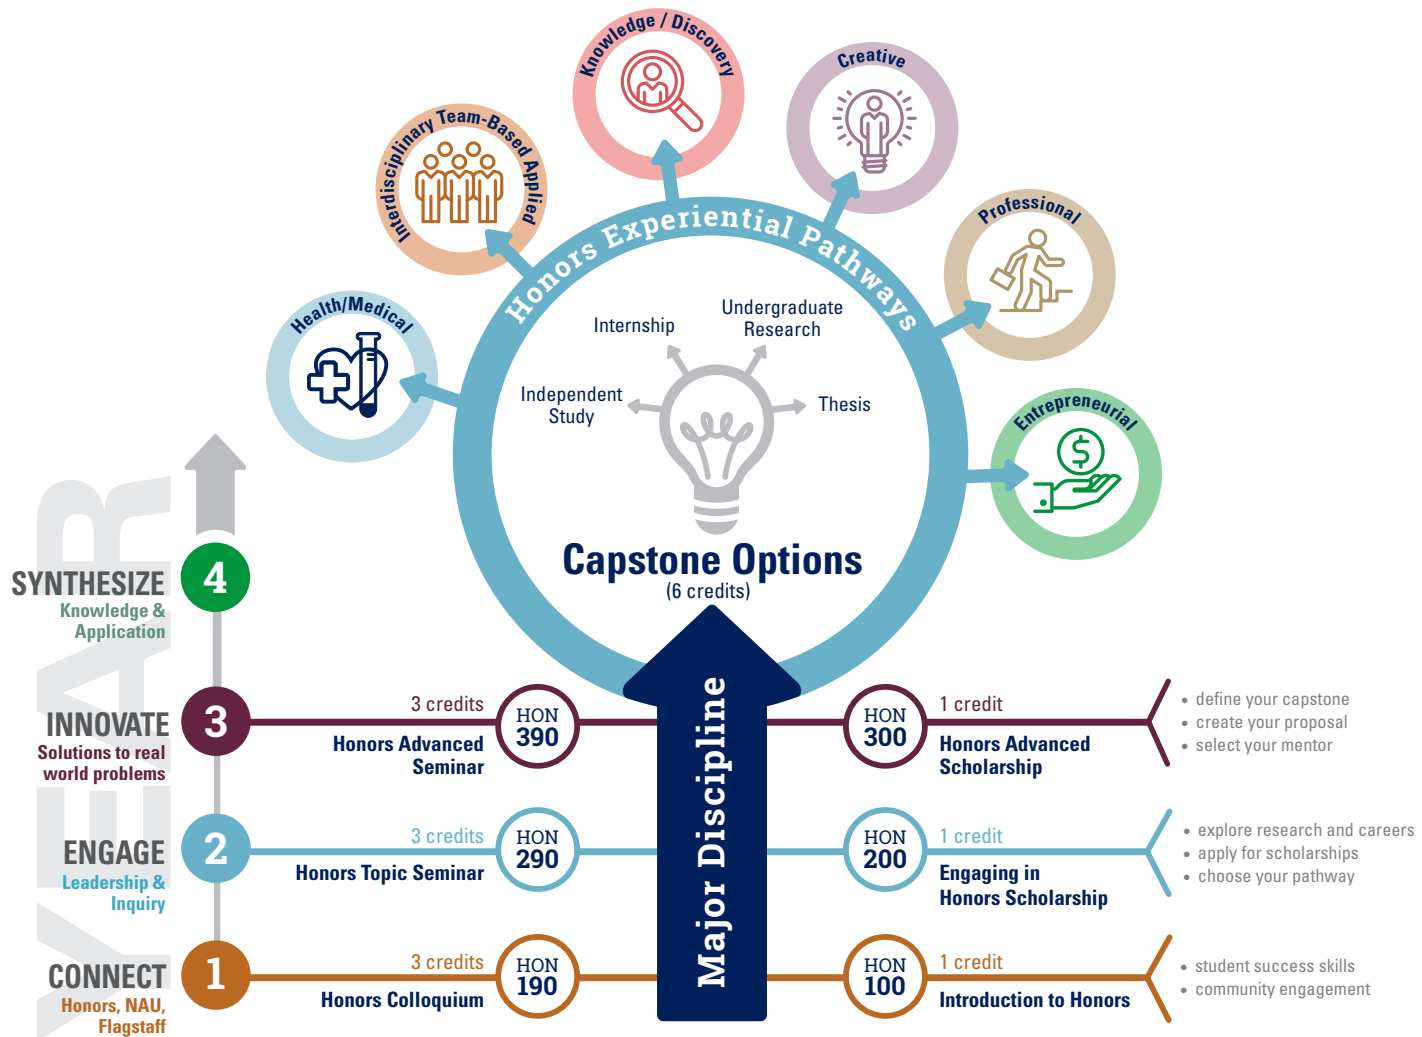 Knowledge / Discovery
Creative
Interdisciplinary Team-Based Applied
Professional
Health/Medical
Entrepreneurial
$
Honors Experiential Pathways
Internship
Undergraduate
Research
Independent
Study
Thesis
Capstone Options
(6 credits)
Major Discipline
YEAR
4
SYNTHESIZE
Knowledge &
Application
3
INNOVATE
Solutions to real
world problems
3 credits
HON
390
Honors Advanced
Seminar
HON
300
1 credit
Honors Advanced
Scholarship
• define your capstone
• create your proposal
• select your mentor
2
ENGAGE
Leadership &
Inquiry
3 credits
HON
290
Honors Topic Seminar
HON
200
1 credit
Engaging in
Honors Scholarship
• explore research and careers
• apply for scholarships
• choose your pathway
1
CONNECT
Honors, NAU,
Flagstaff
3 credits
HON
190
Honors Colloquium
HON
100
1 credit
Introduction to Honors
• student success skills
• community engagement